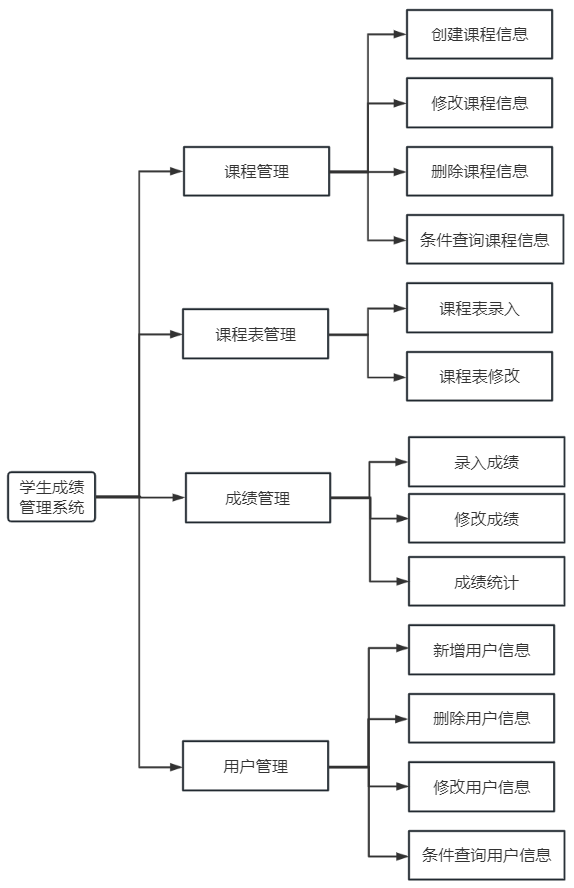 学生成绩
管理系统
课程管理
创建课程信息
修改课程信息
删除课程信息
条件查询课程信息
课程表管理
课程表录入
课程表修改
成绩管理
录入成绩
修改成绩
成绩统计
用户管理
新增用户信息
删除用户信息
修改用户信息
条件查询用户信息